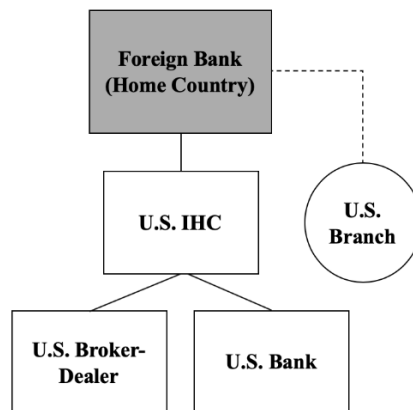 Foreign Bank
(Home Country)
U.S. IHC
U.S.
Branch
U.S. Broker-
Dealer
U.S. Bank